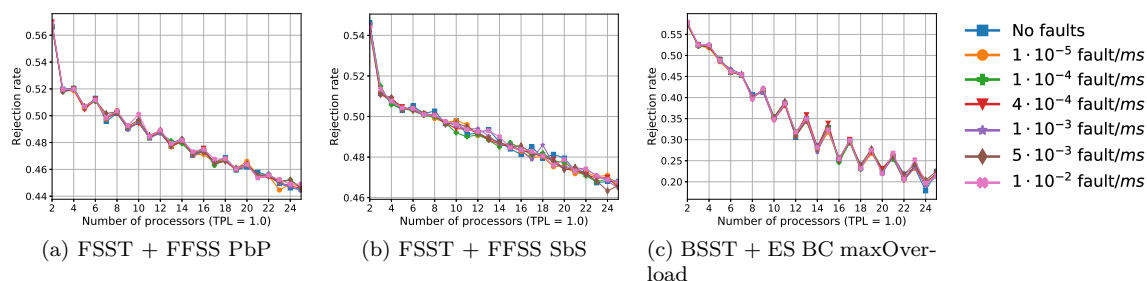 0.56
0.54
0.52
0.50
0.48
0.46
0.44
Rejection rate
2 4 6 8 10 12 14 16 18 20 22 24
Number of processors (TPL = 1.0)
(a) FSST + FFSS PbP
0.54
0.52
0.50
0.48
0.46
Rejection rate
2 4 6 8 10 12 14 16 18 20 22 24
Number of processors (TPL = 1.0)
(b) FSST + FFSS SbS
0.55
0.50
0.45
0.40
0.35
0.30
0.25
0.20
Rejection rate
2 4 6 8 10 12 14 16 18 20 22 24
Number of processors (TPL = 1.0)
(c) BSST + ES BC maxOver-
load
No faults
1·10⁻⁵ fault/ms
1·10⁻⁴ fault/ms
4·10⁻⁴ fault/ms
1·10⁻³ fault/ms
5·10⁻³ fault/ms
1·10⁻² fault/ms